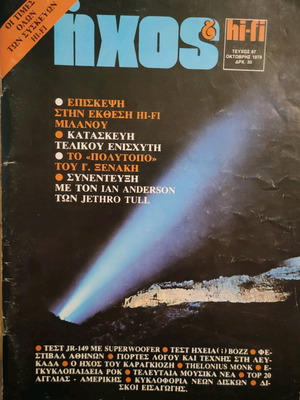 ΟΙ ΤΙΜΕΣ
ΟΛΩΝ
ΤΩΝ ΣΥΣΚΕΥΩΝ
HI-FI
ήχος & hi-fi
ΤΕΥΧΟΣ 67
ΟΚΤΩΒΡΗΣ 1978
ΔΡΧ. 50
ΕΠΙΣΚΕΨΗ
ΣΤΗΝ ΕΚΘΕΣΗ HI-FI
ΜΙΛΑΝΟΥ
ΚΑΤΑΣΚΕΥΗ
ΤΕΛΙΚΟΥ ΕΝΙΣΧΥΤΗ
ΤΟ «ΠΟΛΥΤΟΠΟ»
ΤΟΥ Γ. ΞΕΝΑΚΗ
ΣΥΝΕΝΤΕΥΞΗ
ΜΕ ΤΟΝ IAN ANDERSON
ΤΩΝ JETHRO TULL
• ΤΕΣΤ JR-149 ΜΕ SUPERWOOFER • ΤΕΣΤ ΗΧΕΙΑ (;) BOZZ • ΦΕ-
ΣΤΙΒΑΛ ΑΘΗΝΩΝ • ΓΙΟΡΤΕΣ ΛΟΓΟΥ ΚΑΙ ΤΕΧΝΗΣ ΣΤΗ ΛΕΥ-
ΚΑΔΑ • Ο ΗΧΟΣ ΤΟΥ ΚΑΡΑΓΚΙΟΖΗ • THELONIUS MONK • Ε-
ΓΚΥΚΛΟΠΑΙΔΕΙΑ ΡΟΚ • ΤΕΛΕΥΤΑΙΑ ΜΟΥΣΙΚΑ ΝΕΑ • TOP 20
ΑΓΓΛΙΑΣ - ΑΜΕΡΙΚΗΣ • ΚΥΚΛΟΦΟΡΙΑ ΝΕΩΝ ΔΙΣΚΩΝ • ΔΙ-
ΣΚΟΙ ΕΙΣΑΓΩΓΗΣ.